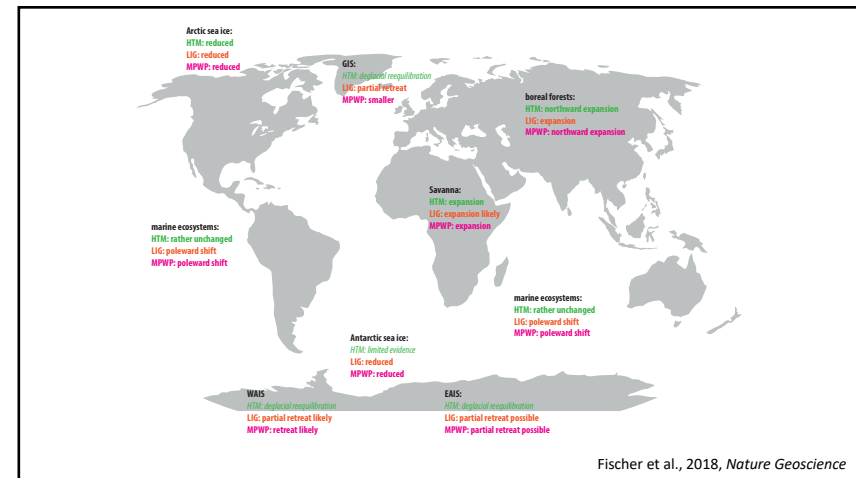 Arctic sea ice:
HTM: reduced
LIG: reduced
MPWP: reduced
GIS:
HTM: deglacial reequilibration
LIG: partial retreat
MPWP: smaller
boreal forests:
HTM: northward expansion
LIG: expansion
MPWP: northward expansion
Savanna:
HTM: expansion
LIG: expansion likely
MPWP: expansion
marine ecosystems:
HTM: rather unchanged
LIG: poleward shift
MPWP: poleward shift
marine ecosystems:
HTM: rather unchanged
LIG: poleward shift
MPWP: poleward shift
Antarctic sea ice:
HTM: limited evidence
LIG: reduced
MPWP: reduced
WAIS
HTM: deglacial reequilibration
LIG: partial retreat likely
MPWP: retreat likely
EAIS:
HTM: deglacial reequilibration
LIG: partial retreat possible
MPWP: partial retreat possible
Fischer et al., 2018, Nature Geoscience